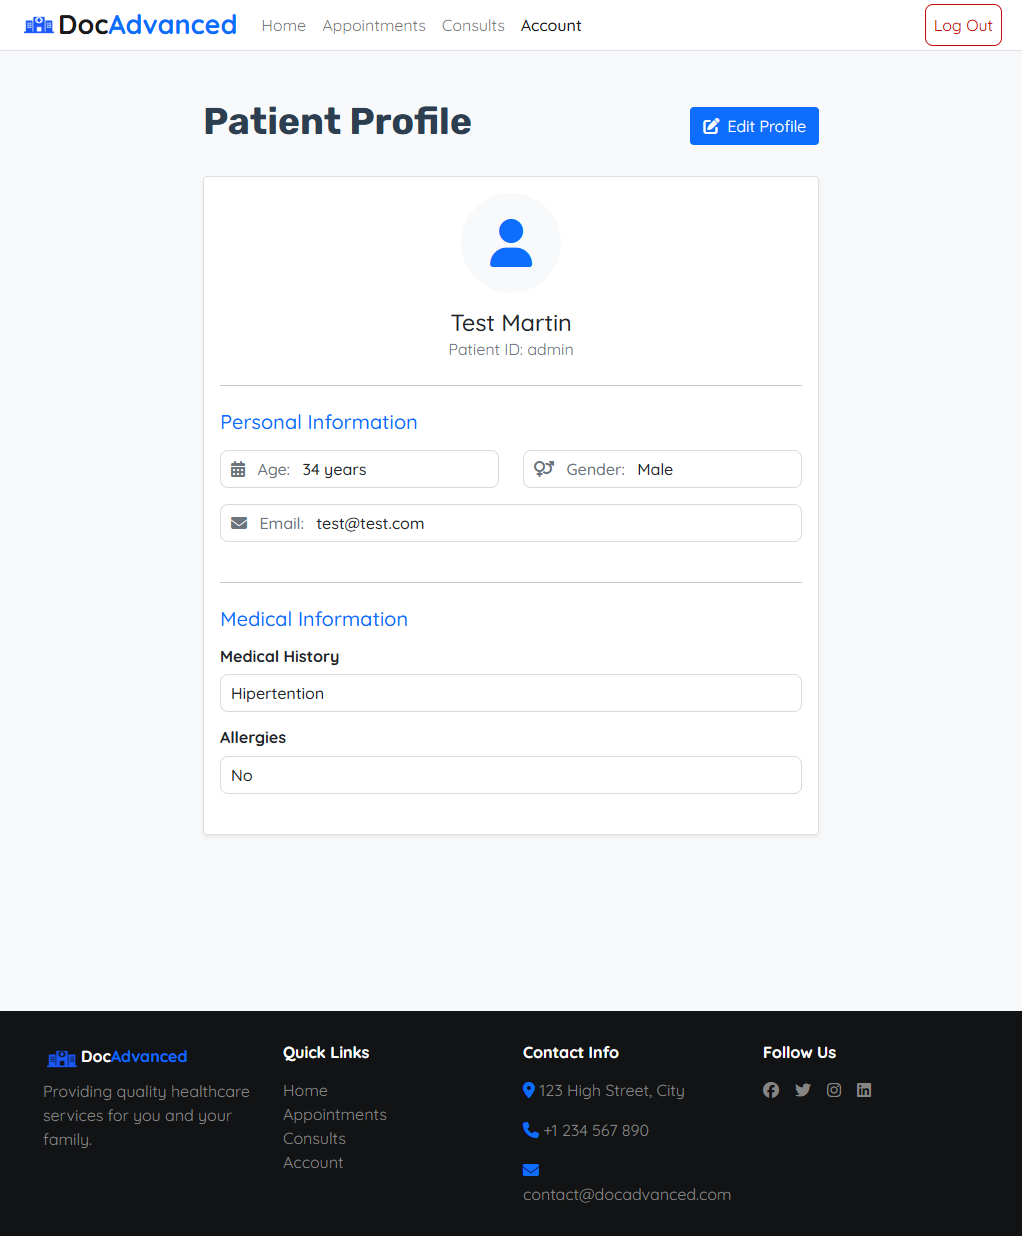 DocAdvanced Home Appointments Consults Account Log Out
Patient Profile
Edit Profile
Test Martin
Patient ID: admin
Personal Information
Age: 34 years
Gender: Male
Email: test@test.com
Medical Information
Medical History
Hipertention
Allergies
No
DocAdvanced
Providing quality healthcare
services for you and your
family.
Quick Links
Home
Appointments
Consults
Account
Contact Info
123 High Street, City
+1 234 567 890
contact@docadvanced.com
Follow Us